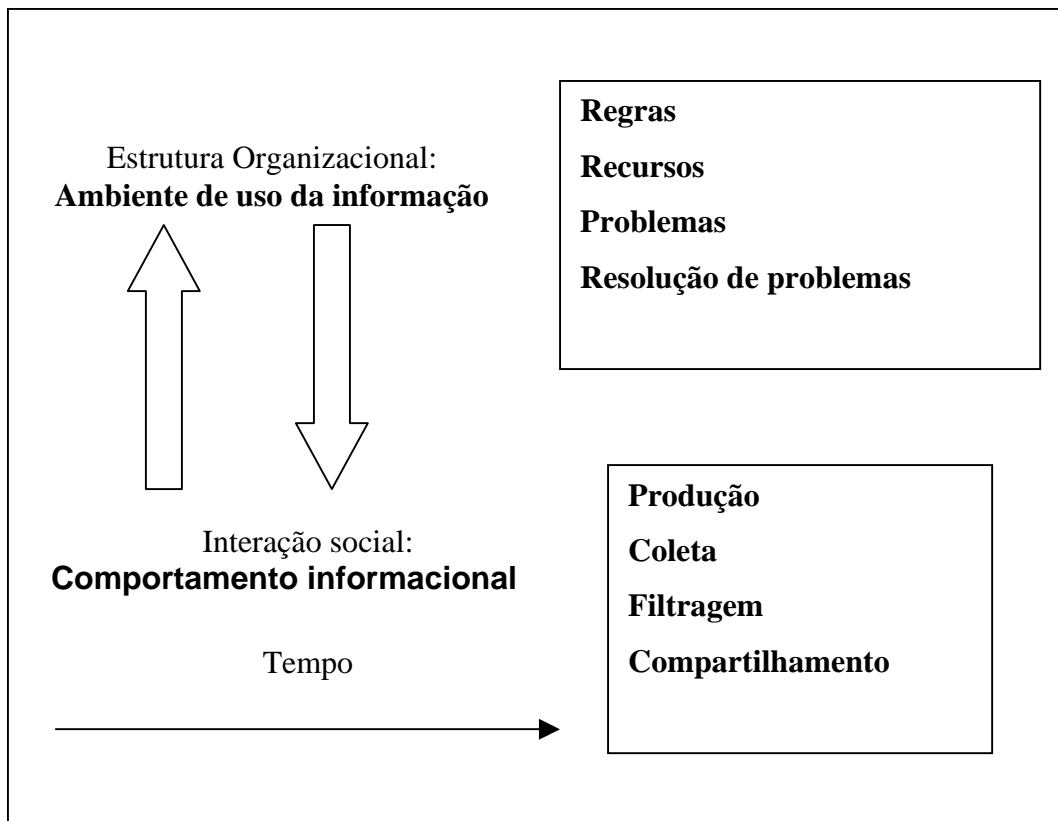 Estrutura Organizacional:
Ambiente de uso da informação
Regras
Recursos
Problemas
Resolução de problemas
Interação social:
Comportamento informacional
Tempo
Produção
Coleta
Filtragem
Compartilhamento